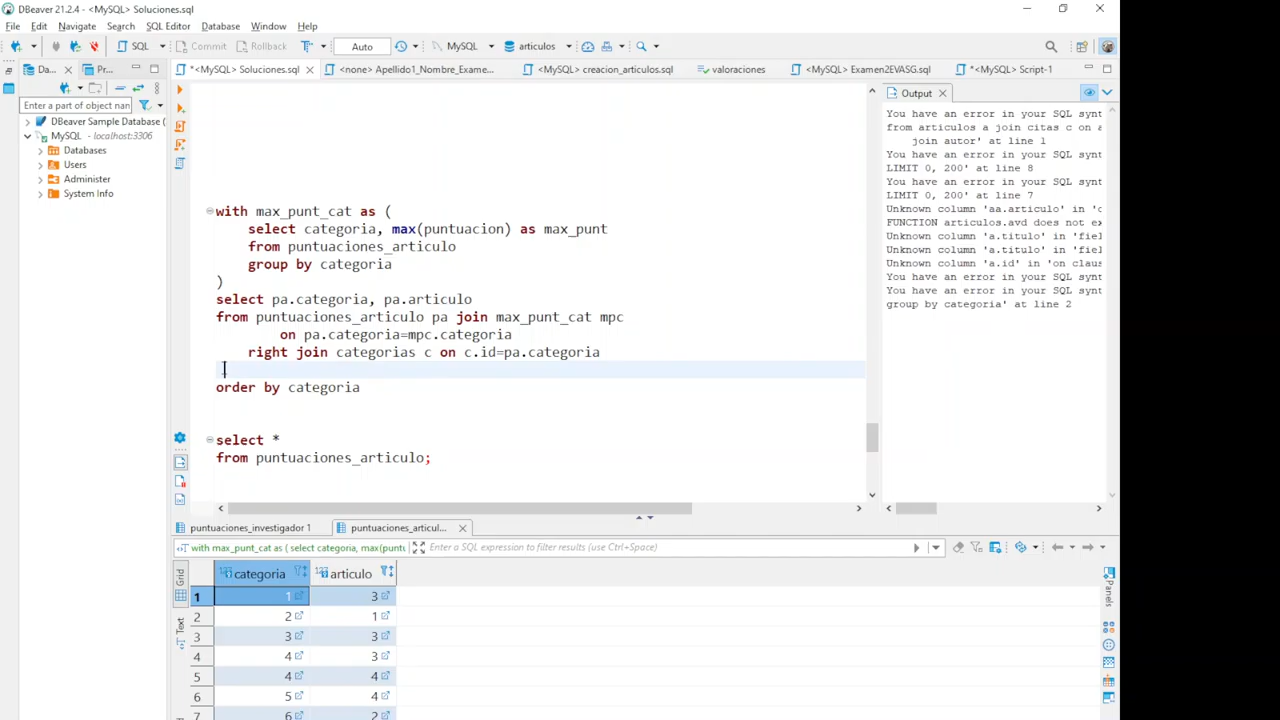 DBeaver 21.2.4 - <MySQL> Soluciones.sql
File Edit Navigate Search SQL Editor Database Window Help
SQL Commit Rollback Auto MySQL articulos
Da... Pr... *<MySQL> Soluciones.sql <none> Apellido1_Nombre_Exame... <MySQL> creacion_articulos.sql valoraciones <MySQL> Examen2EVASG.sql *<MySQL> Script-1
Enter a part of object nan
DBeaver Sample Database (
MySQL - localhost:3306
Databases
Users
Administer
System Info
with max_punt_cat as (
select categoria, max(puntuacion) as max_punt
from puntuaciones_articulo
group by categoria
)
select pa.categoria, pa.articulo
from puntuaciones_articulo pa join max_punt_cat mpc
on pa.categoria=mpc.categoria
right join categorias c on c.id=pa.categoria
order by categoria
select *
from puntuaciones_articulo;
Output
You have an error in your SQL synt
from articulos a join citas c on a
join autor' at line 1
You have an error in your SQL synt
LIMIT 0, 200' at line 8
You have an error in your SQL synt
LIMIT 0, 200' at line 7
Unknown column 'aa.articulo' in 'c
FUNCTION articulos.avd does not ex
Unknown column 'a.titulo' in 'fiel
Unknown column 'a.titulo' in 'fiel
Unknown column 'a.id' in 'on claus
You have an error in your SQL synt
You have an error in your SQL synt
group by categoria' at line 2
puntuaciones_investigador 1 puntuaciones_articul...
with max_punt_cat as ( select categoria, max(punt Enter a SQL expression to filter results (use Ctrl+Space)
Grid
Text
Panels
categoria articulo
1 1 3
2 2 1
3 3 3
4 4 3
5 4 4
6 5 4
7 6 2